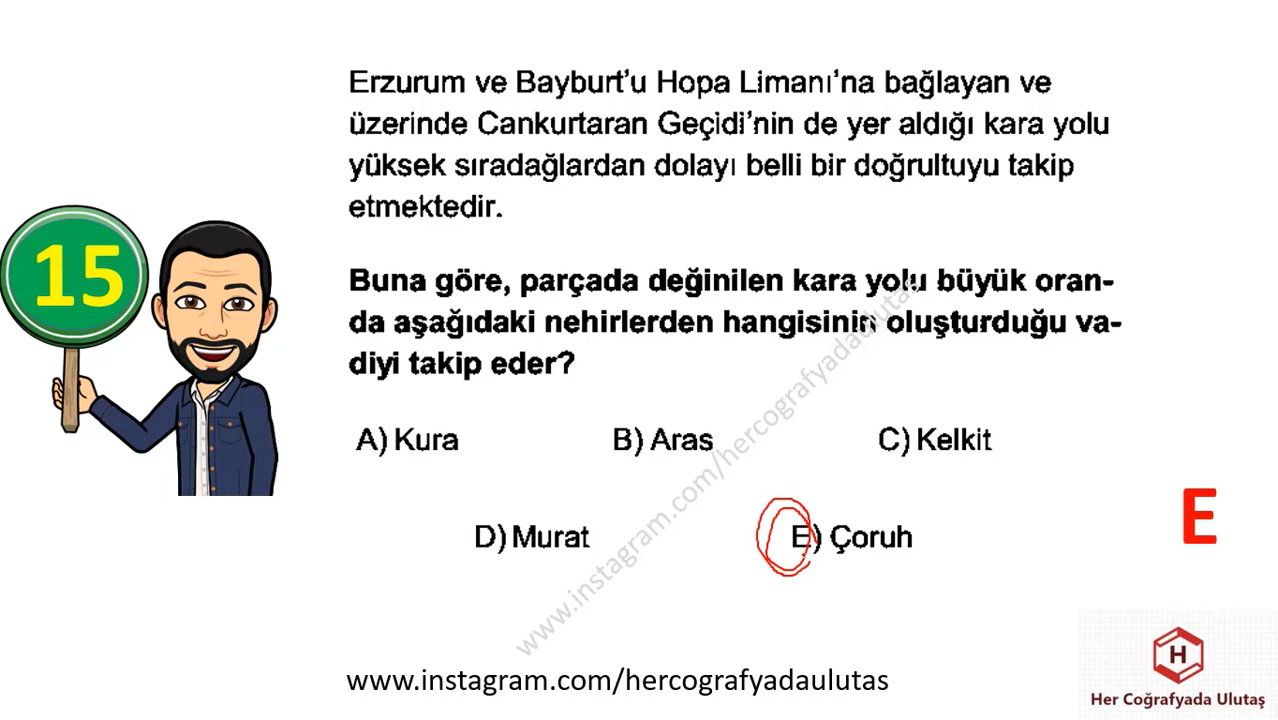 Erzurum ve Bayburt'u Hopa Limanı'na bağlayan ve
üzerinde Cankurtaran Geçidi'nin de yer aldığı kara yolu
yüksek sıradağlardan dolayı belli bir doğrultuyu takip
etmektedir.
15
Buna göre, parçada değinilen kara yolu büyük oran-
da aşağıdaki nehirlerden hangisinin oluşturduğu va-
diyi takip eder?
A) Kura B) Aras C) Kelkit
D) Murat E) Çoruh
E
www.instagram.com/hercografyadaulutas
www.instagram.com/hercografyadaulutas
H
Her Coğrafyada Ulutaş